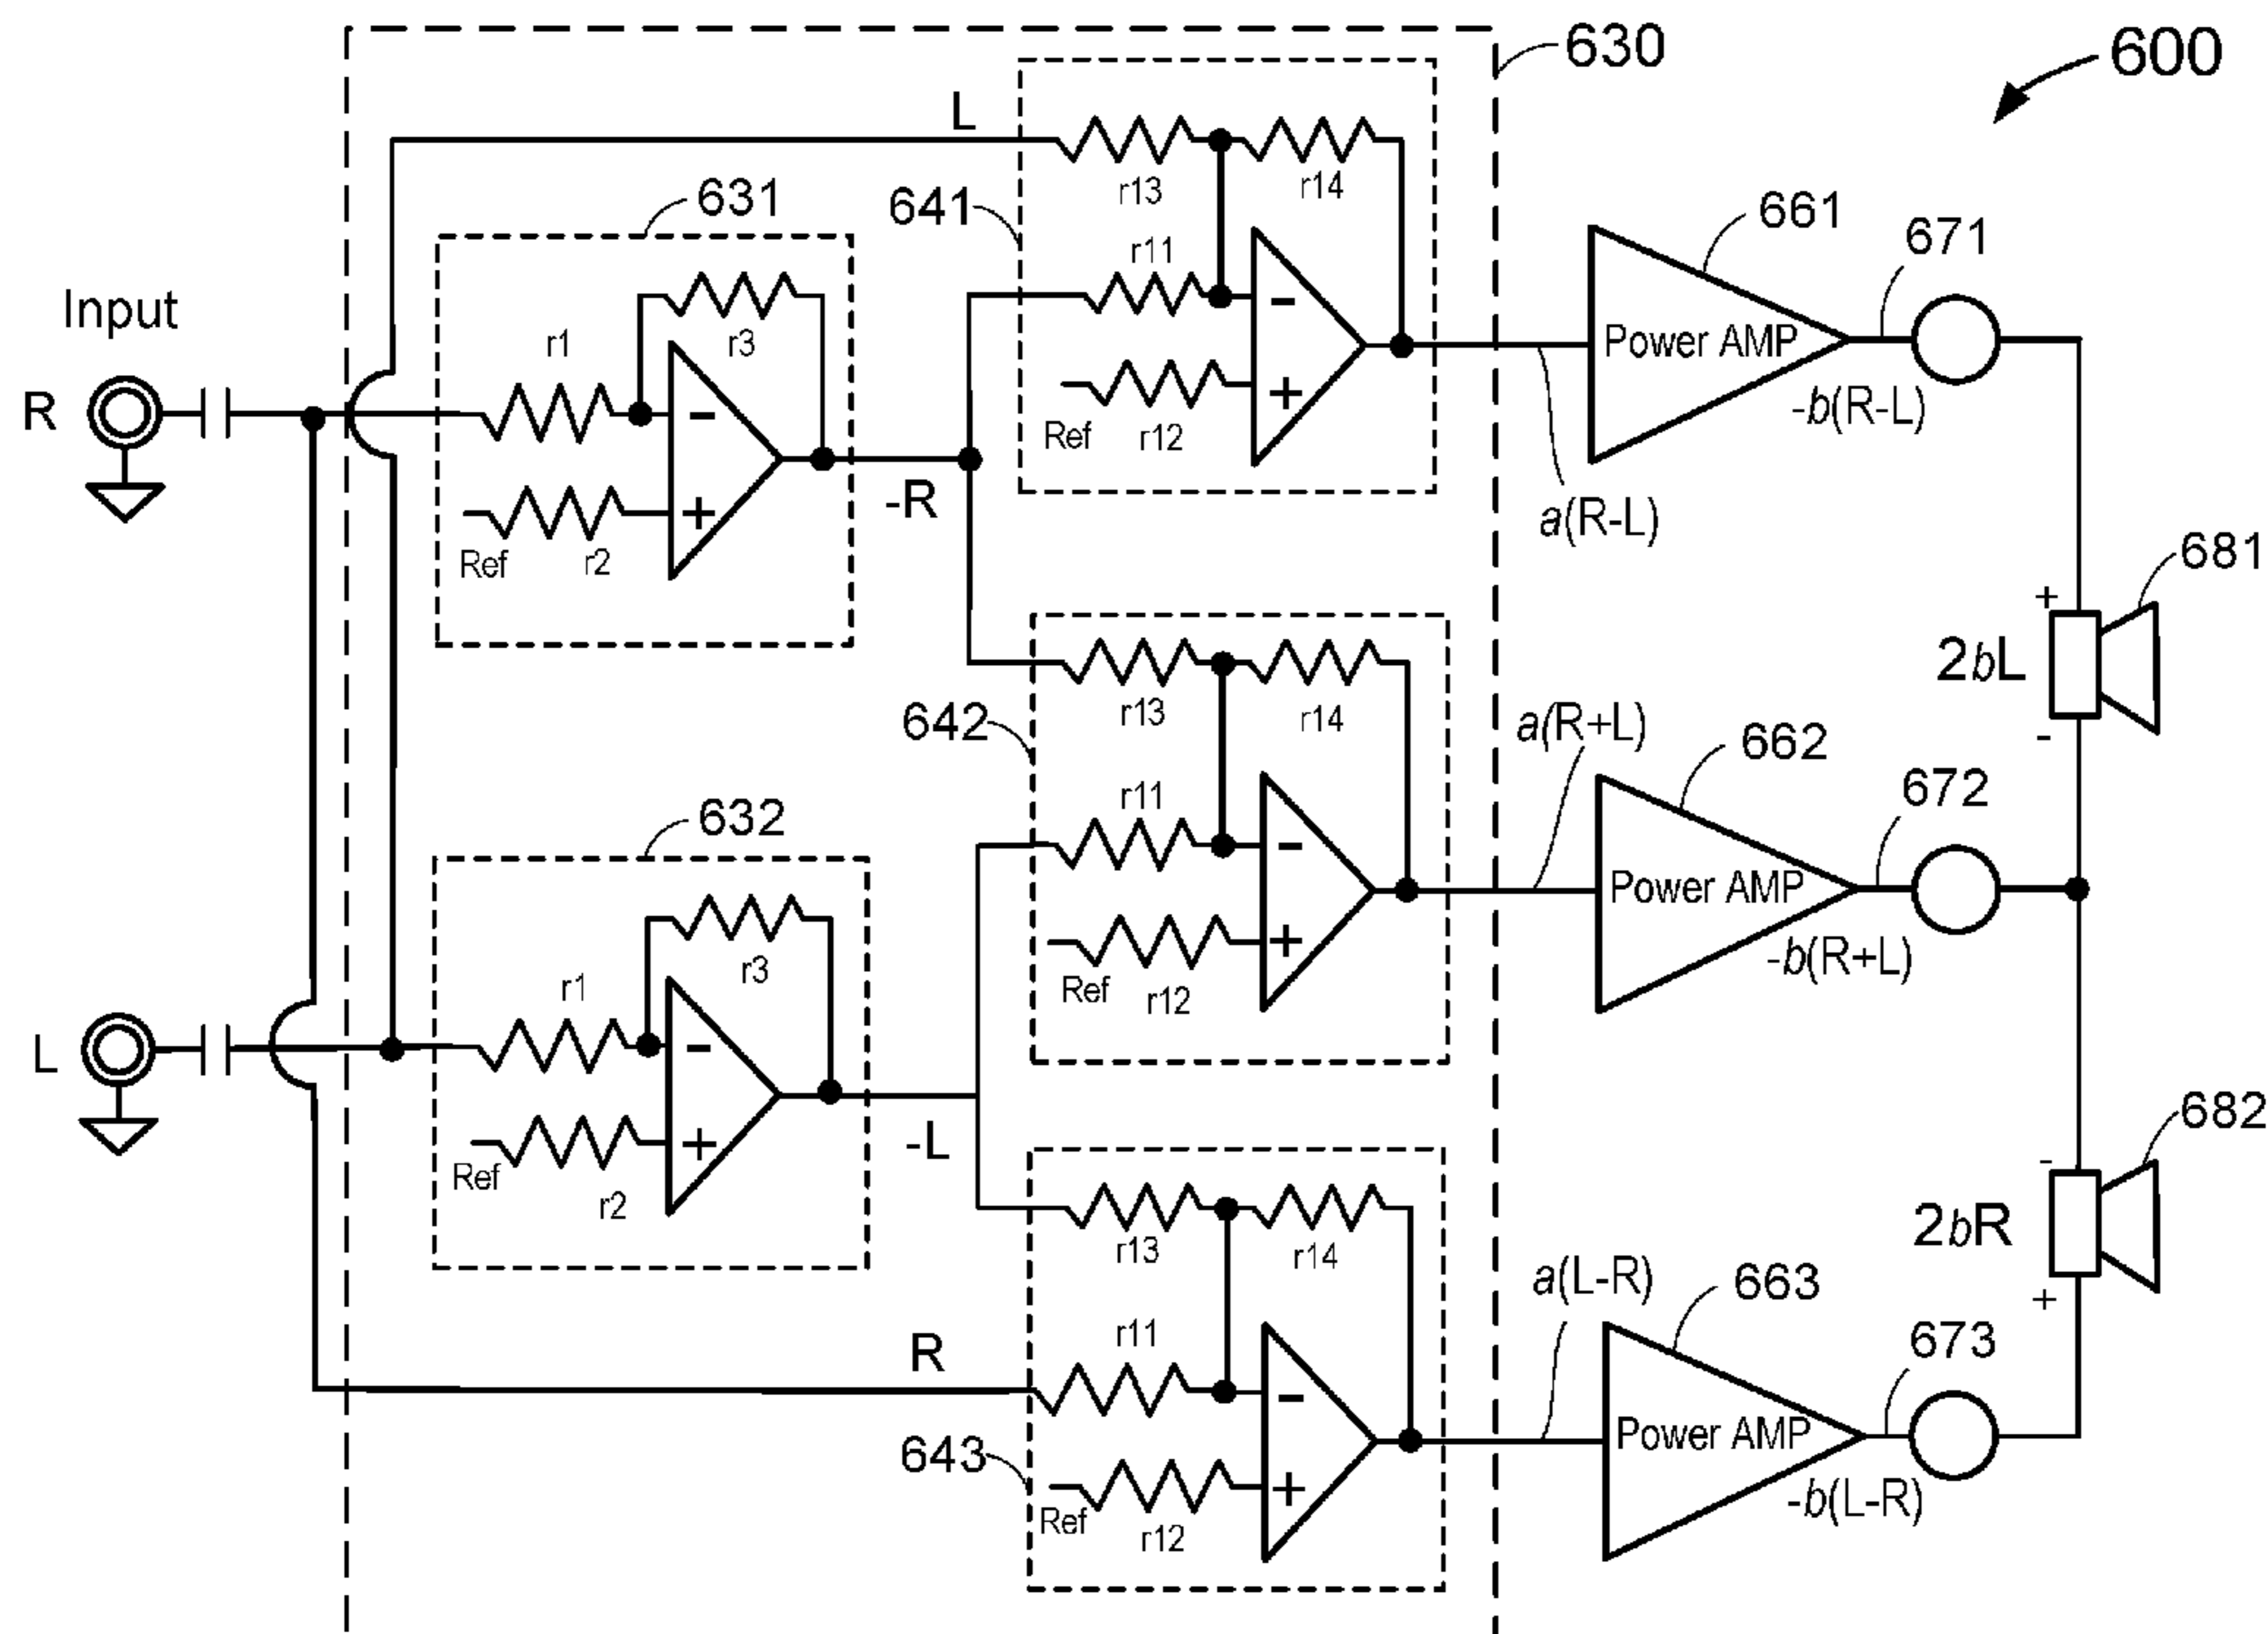 630
600
L
631
641
r13
r14
661
671
Input
r1
r3
r11
-
Power AMP
R
-
+
Ref
r12
-b(R-L)
-R
a(R-L)
+
Ref
r2
681
+
2bL
-
642
r13
r14
a(R+L)
662
672
632
r11
-
Power AMP
r1
r3
+
Ref
r12
-b(R+L)
L
-
+
Ref
r2
-L
682
-
2bR
+
r13
r14
a(L-R)
663
673
R
r11
-
Power AMP
643
+
Ref
r12
-b(L-R)